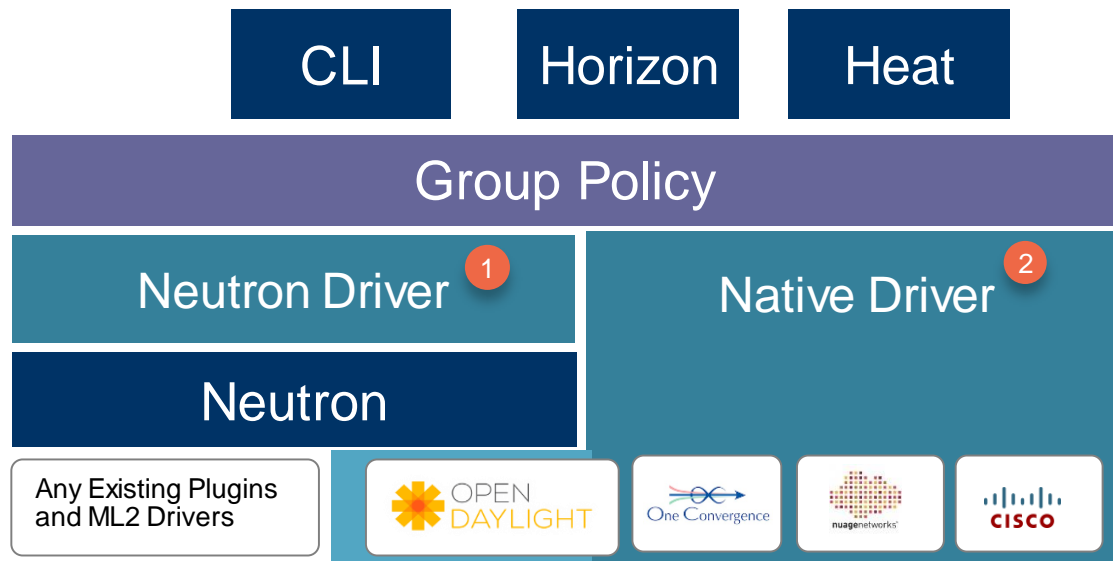 CLI
Horizon
Heat
Group Policy
Neutron Driver
1
Native Driver
2
Neutron
Any Existing Plugins
and ML2 Drivers
OPEN
DAYLIGHT
One Convergence
nuagenetworks
CISCO